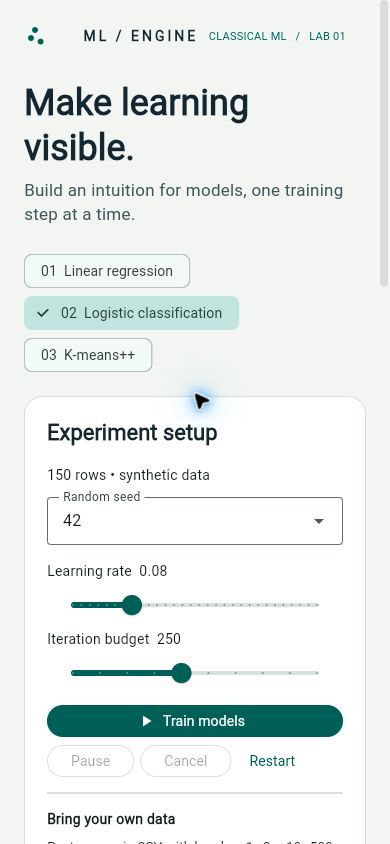 ML / ENGINE CLASSICAL ML / LAB 01
Make learning
visible.
Build an intuition for models, one training
step at a time.
01 Linear regression
02 Logistic classification
03 K-means++
Experiment setup
150 rows • synthetic data
Random seed
42
Learning rate 0.08
Iteration budget 250
Train models
Pause Cancel Restart
Bring your own data